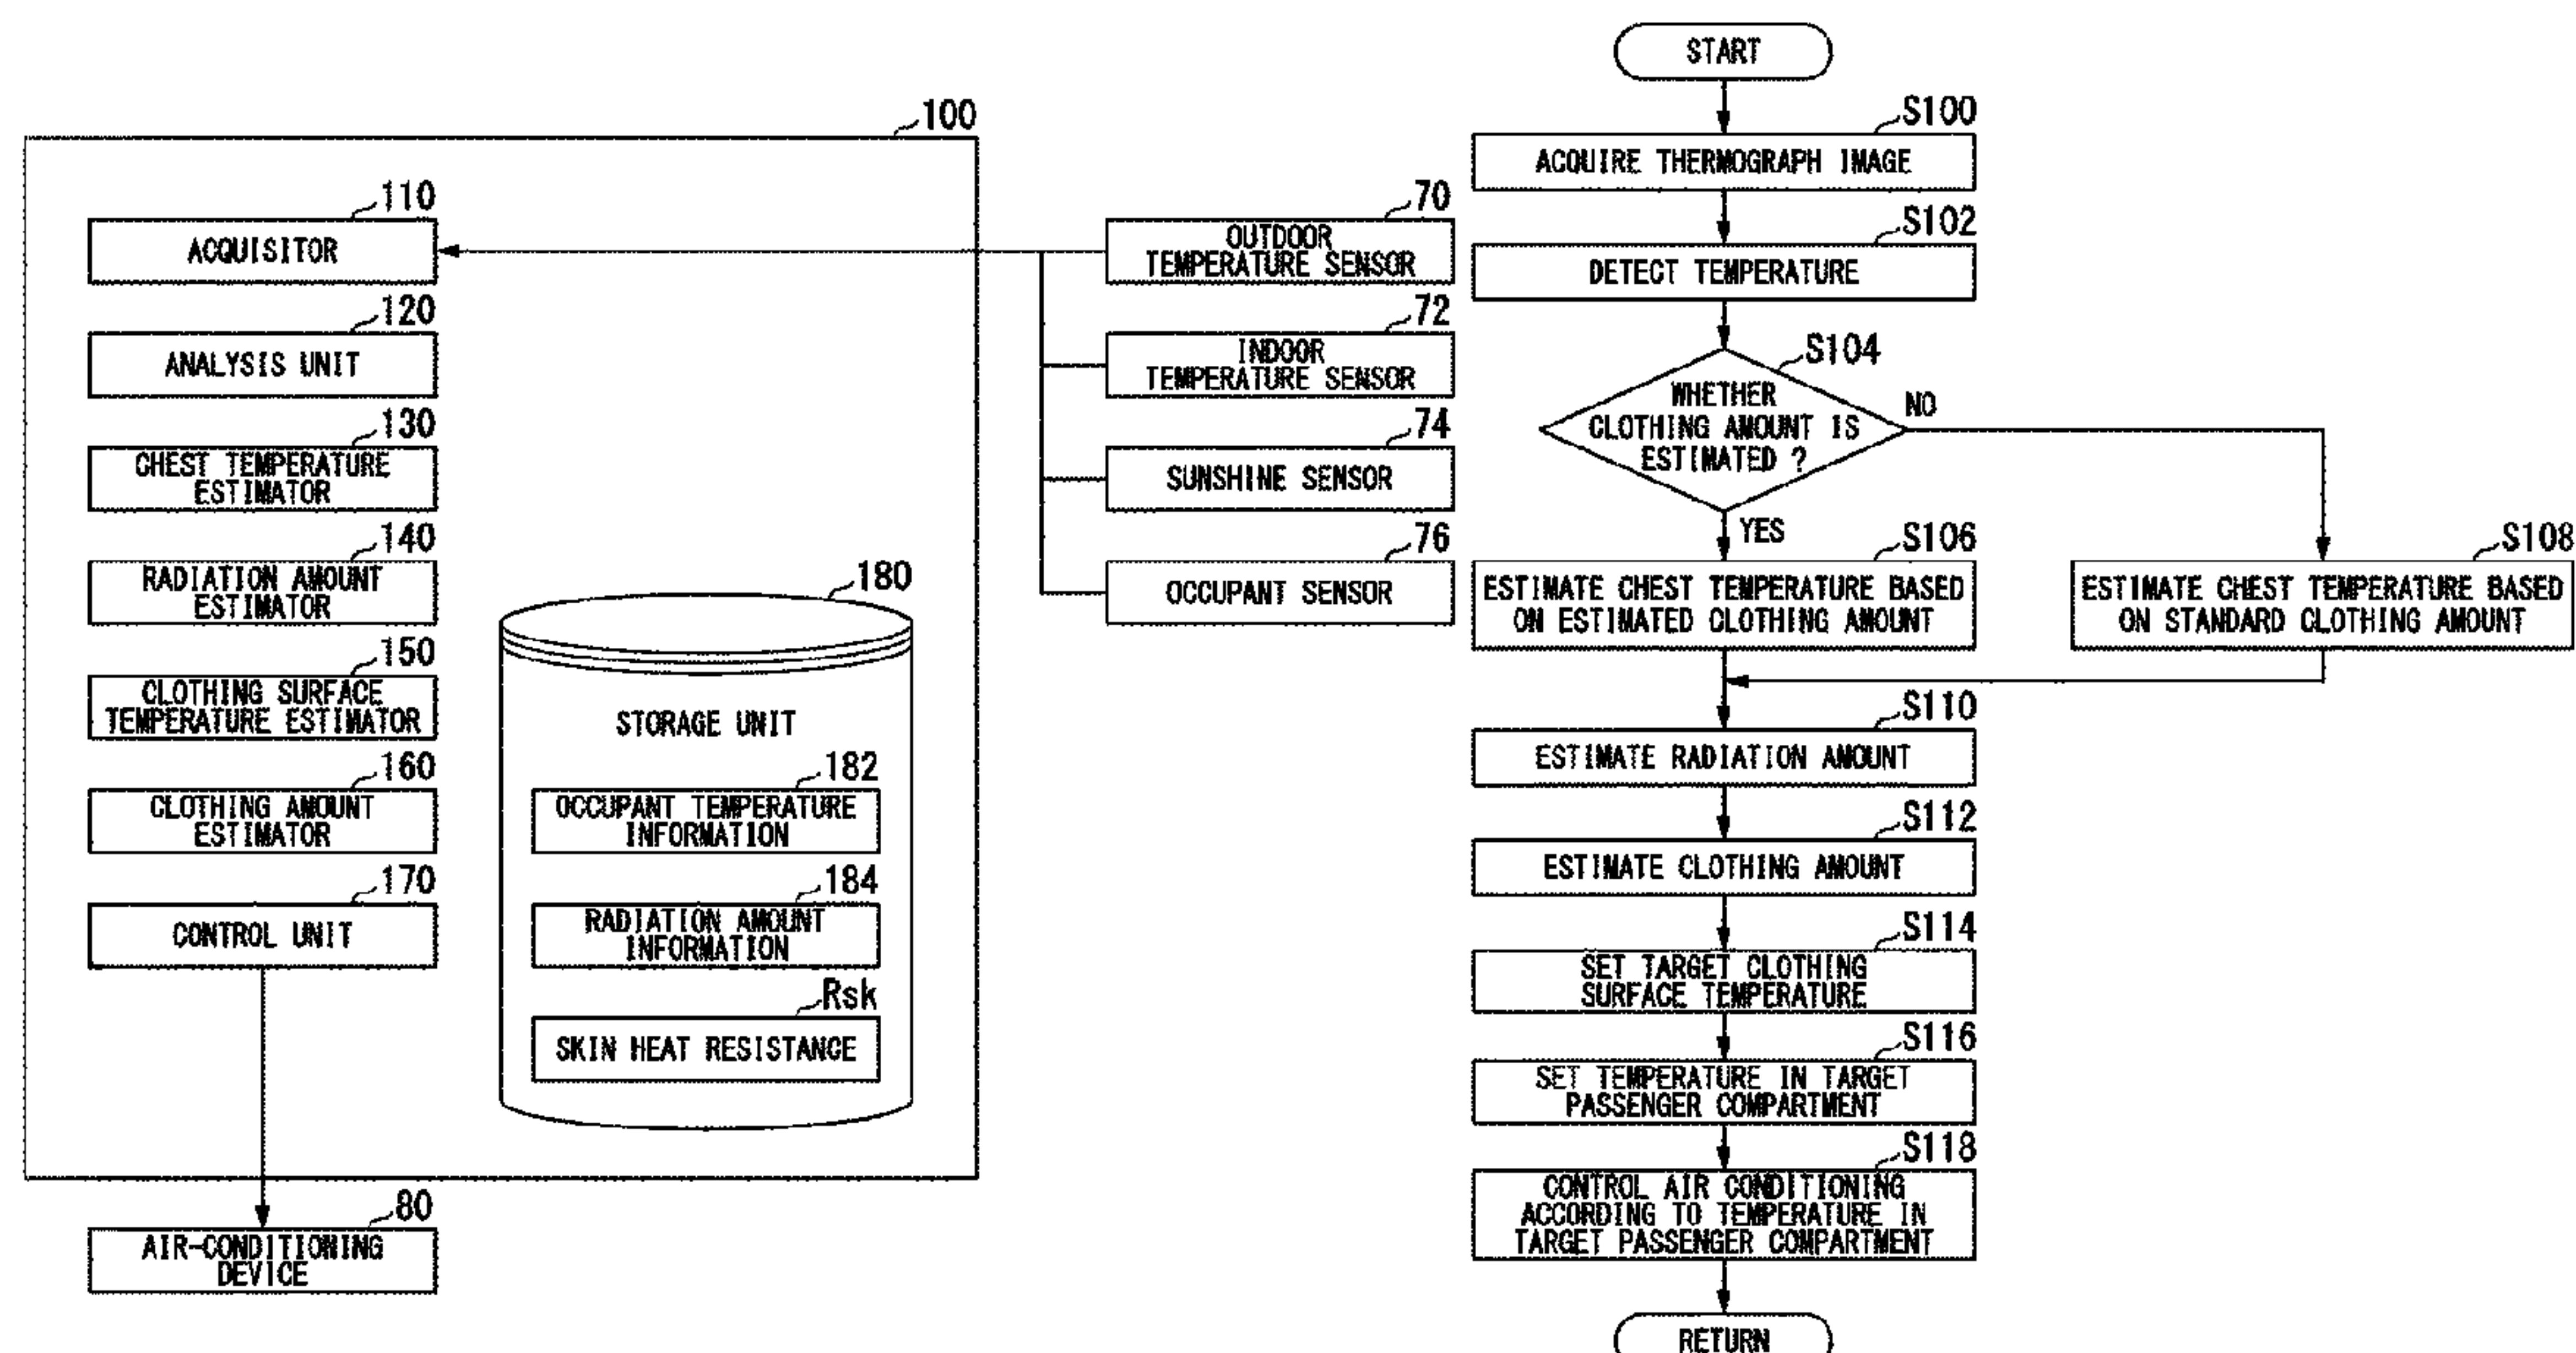 100
110
ACQUISITOR
120
ANALYSIS UNIT
130
CHEST TEMPERATURE
ESTIMATOR
140
RADIATION AMOUNT
ESTIMATOR
150
CLOTHING SURFACE
TEMPERATURE ESTIMATOR
160
CLOTHING AMOUNT
ESTIMATOR
170
CONTROL UNIT
180
STORAGE UNIT
182
OCCUPANT TEMPERATURE
INFORMATION
184
RADIATION AMOUNT
INFORMATION
Rsk
SKIN HEAT RESISTANCE
80
AIR-CONDITIONING
DEVICE
70
OUTDOOR
TEMPERATURE SENSOR
72
INDOOR
TEMPERATURE SENSOR
74
SUNSHINE SENSOR
76
OCCUPANT SENSOR
START
S100
ACQUIRE THERMOGRAPH IMAGE
S102
DETECT TEMPERATURE
S104
WHETHER
CLOTHING AMOUNT IS
ESTIMATED ?
NO
YES
S106
ESTIMATE CHEST TEMPERATURE BASED
ON ESTIMATED CLOTHING AMOUNT
S108
ESTIMATE CHEST TEMPERATURE BASED
ON STANDARD CLOTHING AMOUNT
S110
ESTIMATE RADIATION AMOUNT
S112
ESTIMATE CLOTHING AMOUNT
S114
SET TARGET CLOTHING
SURFACE TEMPERATURE
S116
SET TEMPERATURE IN TARGET
PASSENGER COMPARTMENT
S118
CONTROL AIR CONDITIONING
ACCORDING TO TEMPERATURE IN
TARGET PASSENGER COMPARTMENT
RETURN